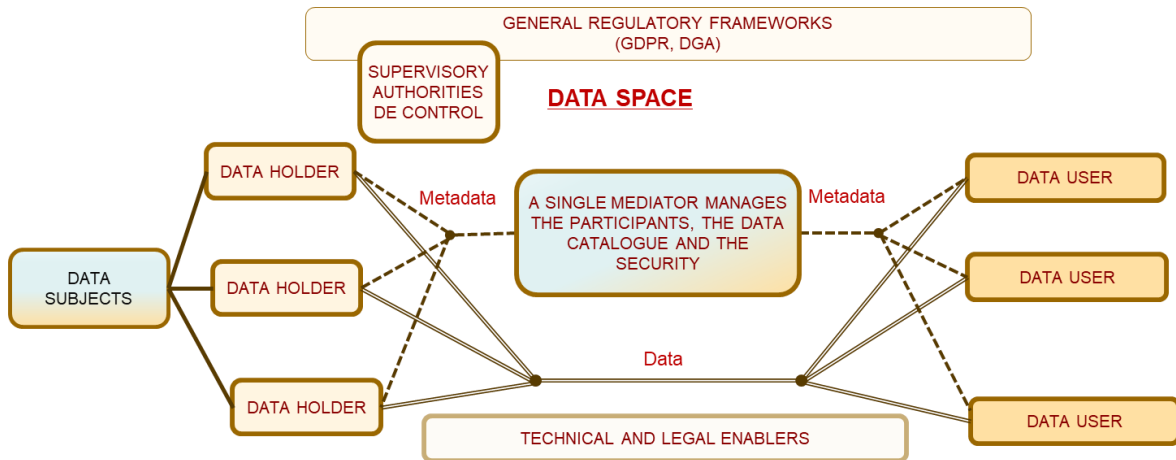 GENERAL REGULATORY FRAMEWORKS
(GDPR, DGA)
SUPERVISORY
AUTHORITIES
DE CONTROL
DATA SPACE
DATA HOLDER
Metadata
A SINGLE MEDIATOR MANAGES
THE PARTICIPANTS, THE DATA
CATALOGUE AND THE
SECURITY
Metadata
DATA USER
DATA
SUBJECTS
DATA HOLDER
DATA USER
Data
DATA HOLDER
DATA USER
TECHNICAL AND LEGAL ENABLERS